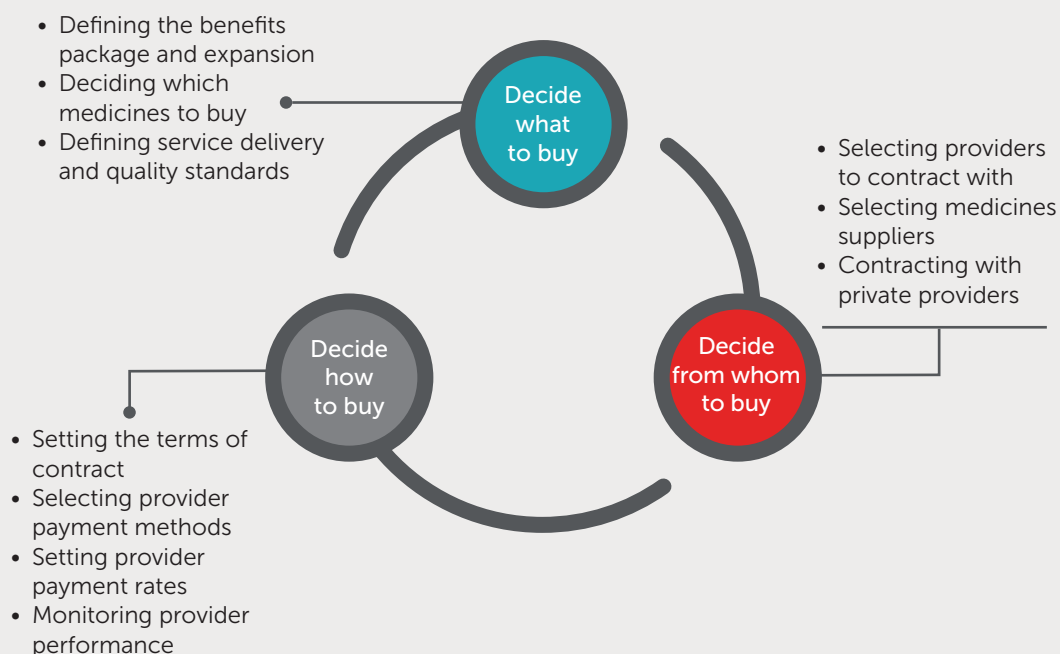 • Defining the benefits
package and expansion
• Deciding which
medicines to buy
• Defining service delivery
and quality standards
Decide
what
to buy
• Selecting providers
to contract with
• Selecting medicines
suppliers
• Contracting with
private providers
Decide
from whom
to buy
Decide
how
to buy
• Setting the terms of
contract
• Selecting provider
payment methods
• Setting provider
payment rates
• Monitoring provider
performance